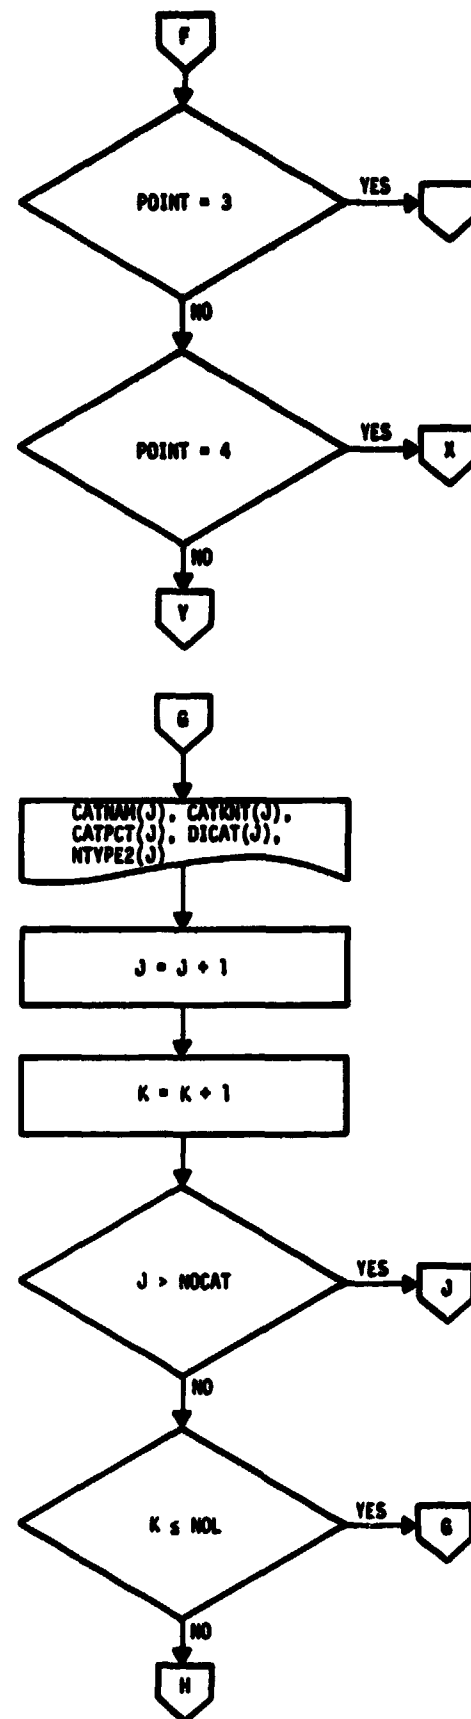 F
POINT = 3
YES
NO
POINT = 4
YES
X
NO
Y
G
CATNAM(J), CATKNT(J),
CATPCT(J), DICAT(J),
NTYPE2(J)
J = J + 1
K = K + 1
J > NOCAT
YES
J
NO
K ≤ NOL
YES
G
NO
H